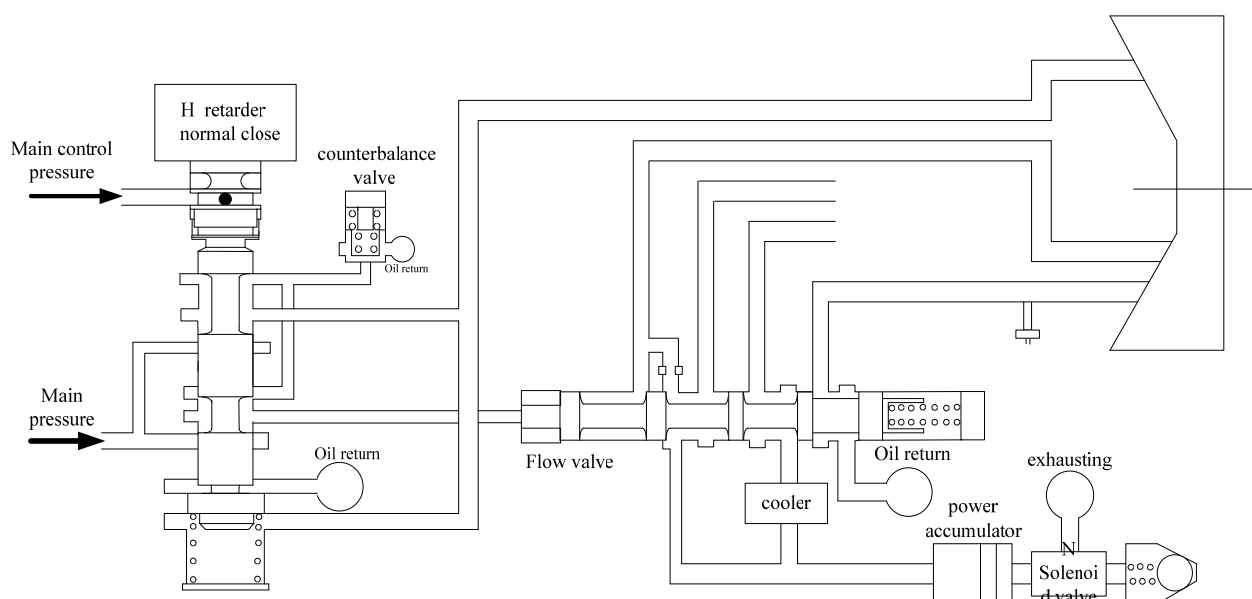 H retarder
normal close
Main control
pressure
counterbalance
valve
Oil return
Main
pressure
Oil return
Flow valve
Oil return
cooler
exhausting
power
accumulator
N
Solenoi
d valve